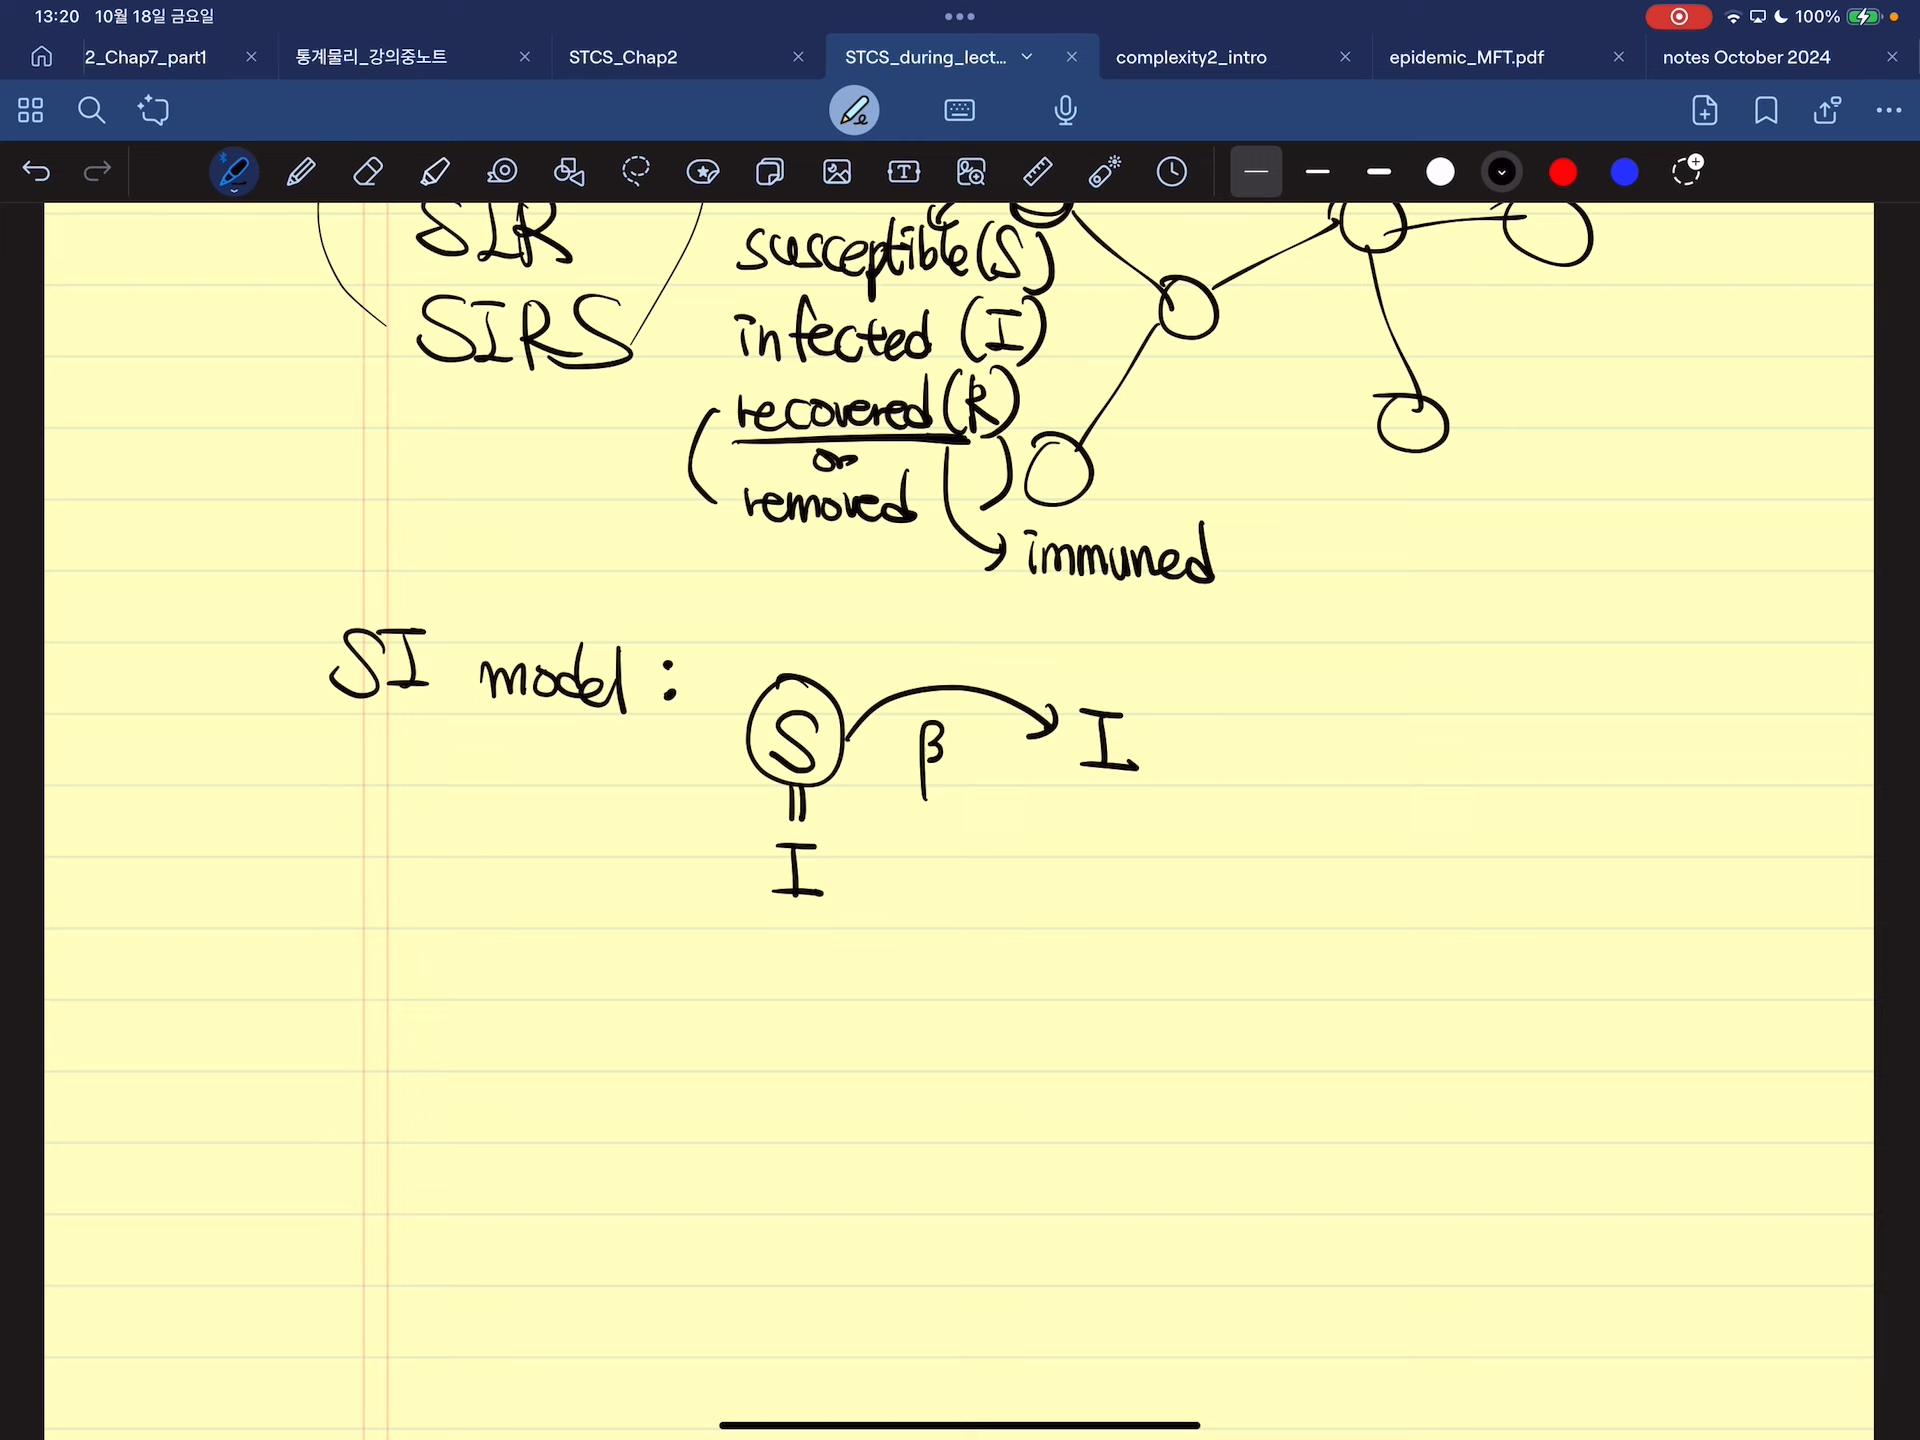 13:20 10월 18일 금요일
100%
2_Chap7_part1
통계물리_강의중노트
STCS_Chap2
STCS_during_lect...
complexity2_intro
epidemic_MFT.pdf
notes October 2024
SIR
SIRS
susceptible (S)
infected (I)
recovered (R)
or
removed
immuned
SI model :
S β I
I